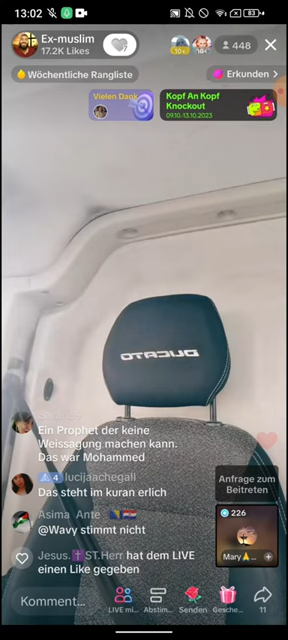 13:02
83
Ex-muslim
17.2K Likes
448
Wöchentliche Rangliste
Erkunden >
Vielen Dank
Kopf An Kopf
Knockout
09.10-13.10.2023
DUCATO
Ein Prophet der keine
Weissagung machen kann.
Das war Mohammed
4 lucijaachegall
Das steht im kuran erlich
Asima Ante
@Wavy stimmt nicht
Jesus.✝️ST.Herr hat dem LIVE
einen Like gegeben
Anfrage zum
Beitreten
226
Mary
Kommentar...
LIVE mi...
Abstim...
Senden
Gesche...
11